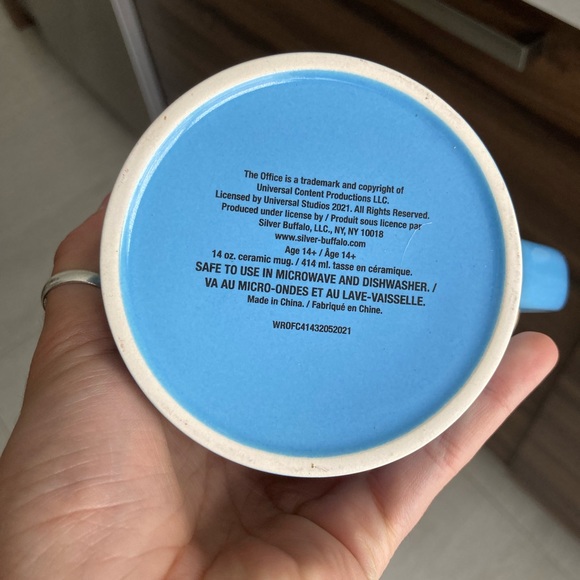 The Office is a trademark and copyright of
Universal Content Productions LLC.
Licensed by Universal Studios 2021. All Rights Reserved.
Produced under license by / Produit sous licence par
Silver Buffalo, LLC., NY, NY 10018
www.silver-buffalo.com
Age 14+ / Âge 14+
14 oz. ceramic mug. / 414 ml. tasse en céramique.
SAFE TO USE IN MICROWAVE AND DISHWASHER. /
VA AU MICRO-ONDES ET AU LAVE-VAISSELLE.
Made in China. / Fabriqué en Chine.
WROFC41432052021